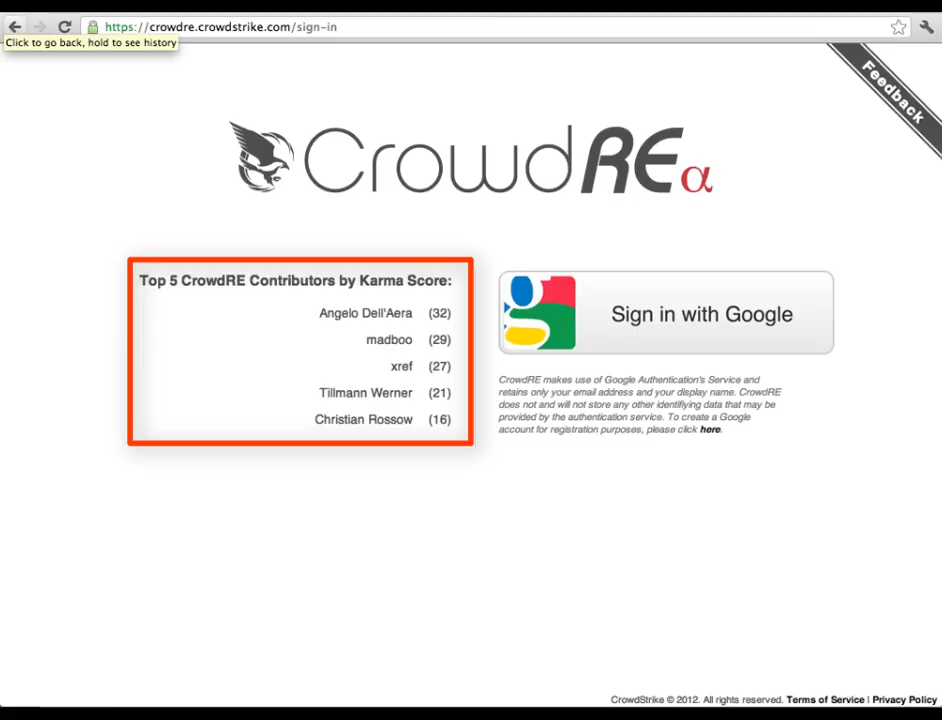 https://crowdre.crowdstrike.com/sign-in
Click to go back, hold to see history
Feedback
CrowdRE α
Top 5 CrowdRE Contributors by Karma Score:
Angelo Dell'Aera (32)
madboo (29)
xref (27)
Tillmann Werner (21)
Christian Rossow (16)
g
Sign in with Google
CrowdRE makes use of Google Authentication's Service and
retains only your email address and your display name. CrowdRE
does not and will not store any other identifiying data that may be
provided by the authentication service. To create a Google
account for registration purposes, please click here.
CrowdStrike © 2012. All rights reserved. Terms of Service | Privacy Policy